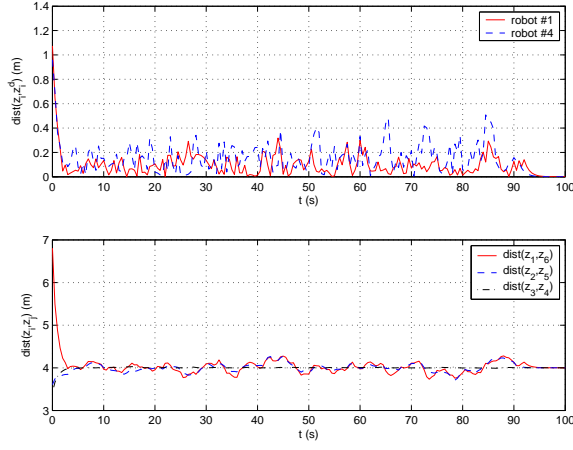 1.4
1.2
1
0.8
0.6
0.4
0.2
0
dist(z_i,z_i^d) (m)
robot #1
robot #4
0 10 20 30 40 50 60 70 80 90 100
t (s)
7
6
5
4
3
dist(z_i,z_j) (m)
dist(z_1,z_6)
dist(z_2,z_5)
dist(z_3,z_4)
0 10 20 30 40 50 60 70 80 90 100
t (s)